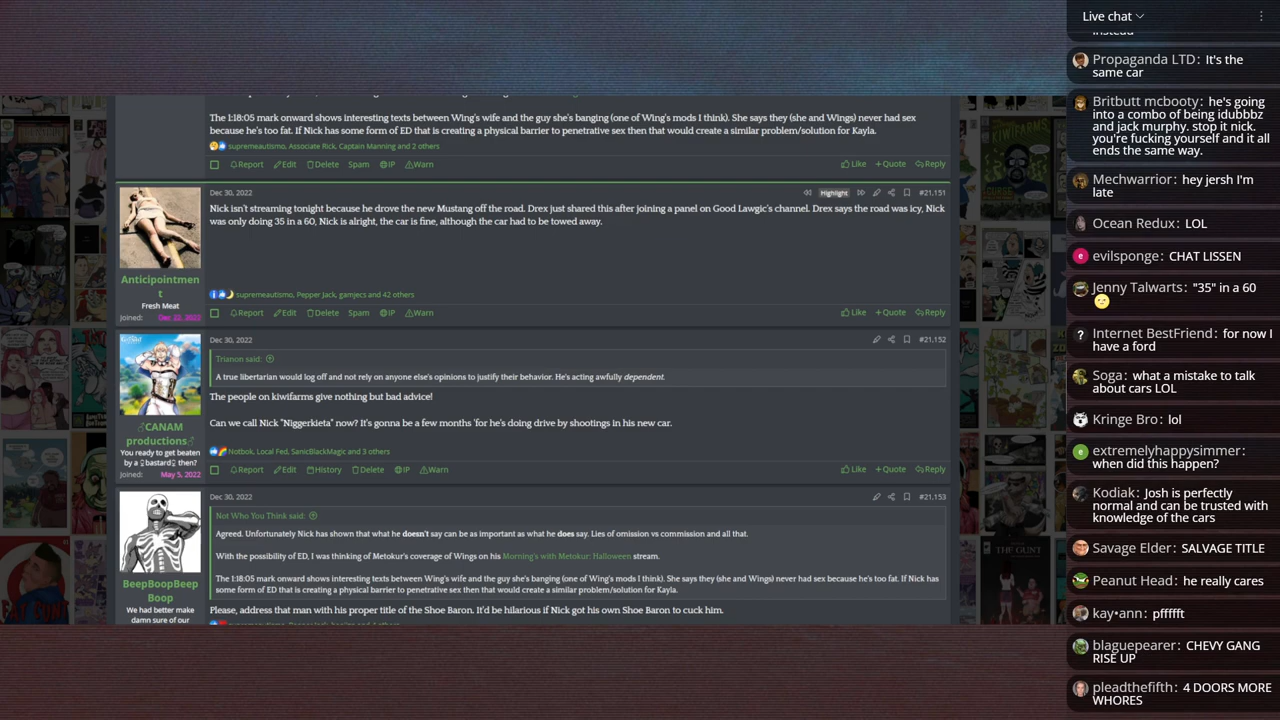 The 1:18:05 mark onward shows interesting texts between Wing's wife and the guy she's banging (one of Wing's mods I think). She says they (she and Wings) never had sex
because he's too fat. If Nick has some form of ED that is creating a physical barrier to penetrative sex then that would create a similar problem/solution for Kayla.
supremeautismo, Associate Rick, Captain Manning and 2 others
Report Edit Delete Spam IP Warn Like + Quote Reply
Dec 30, 2022 Highlight #21,151
Nick isn't streaming tonight because he drove the new Mustang off the road. Drex just shared this after joining a panel on Good Lawgic's channel. Drex says the road was icy, Nick
was only doing 35 in a 60, Nick is alright, the car is fine, although the car had to be towed away.
Anticipointmen
t
Fresh Meat
Joined: Dec 22, 2022
supremeautismo, Pepper Jack, gamjecs and 42 others
Report Edit Delete Spam IP Warn Like + Quote Reply
Dec 30, 2022 #21,152
Trianon said:
A true libertarian would log off and not rely on anyone else's opinions to justify their behavior. He's acting awfully dependent.
The people on kiwifarms give nothing but bad advice!
Can we call Nick "Niggerkieta" now? It's gonna be a few months 'for he's doing drive by shootings in his new car.
♂CANAM
productions♂
You ready to get beaten
by a ♀bastard♀ then?
Joined: May 5, 2022
Notbok, Local Fed, SanicBlackMagic and 3 others
Report Edit History Delete IP Warn Like + Quote Reply
Dec 30, 2022 #21,153
Not Who You Think said:
Agreed. Unfortunately Nick has shown that what he doesn't say can be as important as what he does say. Lies of omission vs commission and all that.
With the possibility of ED, I was thinking of Metokur's coverage of Wings on his Morning's with Metokur: Halloween stream.
The 1:18:05 mark onward shows interesting texts between Wing's wife and the guy she's banging (one of Wing's mods I think). She says they (she and Wings) never had sex because he's too fat. If Nick has
some form of ED that is creating a physical barrier to penetrative sex then that would create a similar problem/solution for Kayla.
Please, address that man with his proper title of the Shoe Baron. It'd be hilarious if Nick got his own Shoe Baron to cuck him.
BeepBoopBeep
Boop
We had better make
damn sure of our
Live chat
Propaganda LTD: It's the
same car
Britbutt mcbooty: he's going
into a combo of being idubbbz
and jack murphy. stop it nick.
you're fucking yourself and it all
ends the same way.
Mechwarrior: hey jersh I'm
late
Ocean Redux: LOL
evilsponge: CHAT LISSEN
Jenny Talwarts: "35" in a 60
Internet BestFriend: for now I
have a ford
Soga: what a mistake to talk
about cars LOL
Kringe Bro: lol
extremelyhappysimmer:
when did this happen?
Kodiak: Josh is perfectly
normal and can be trusted with
knowledge of the cars
Savage Elder: SALVAGE TITLE
Peanut Head: he really cares
kay•ann: pffffft
blaguepearer: CHEVY GANG
RISE UP
pleadthefifth: 4 DOORS MORE
WHORES